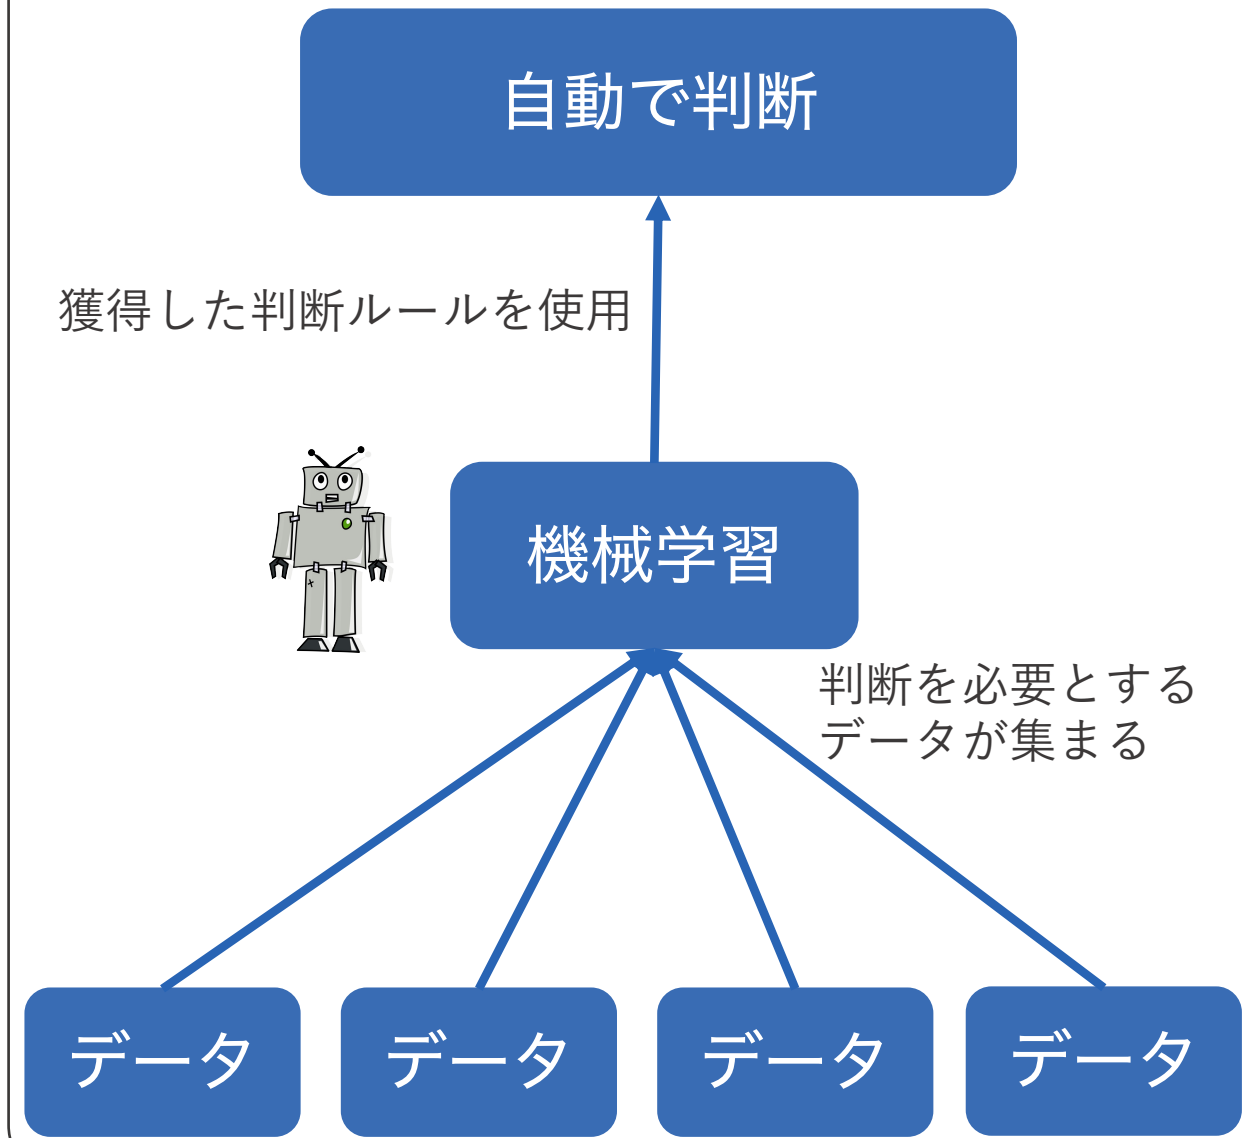 自動で判断
獲得した判断ルールを使用
機械学習
判断を必要とする
データが集まる
データ
データ
データ
データ